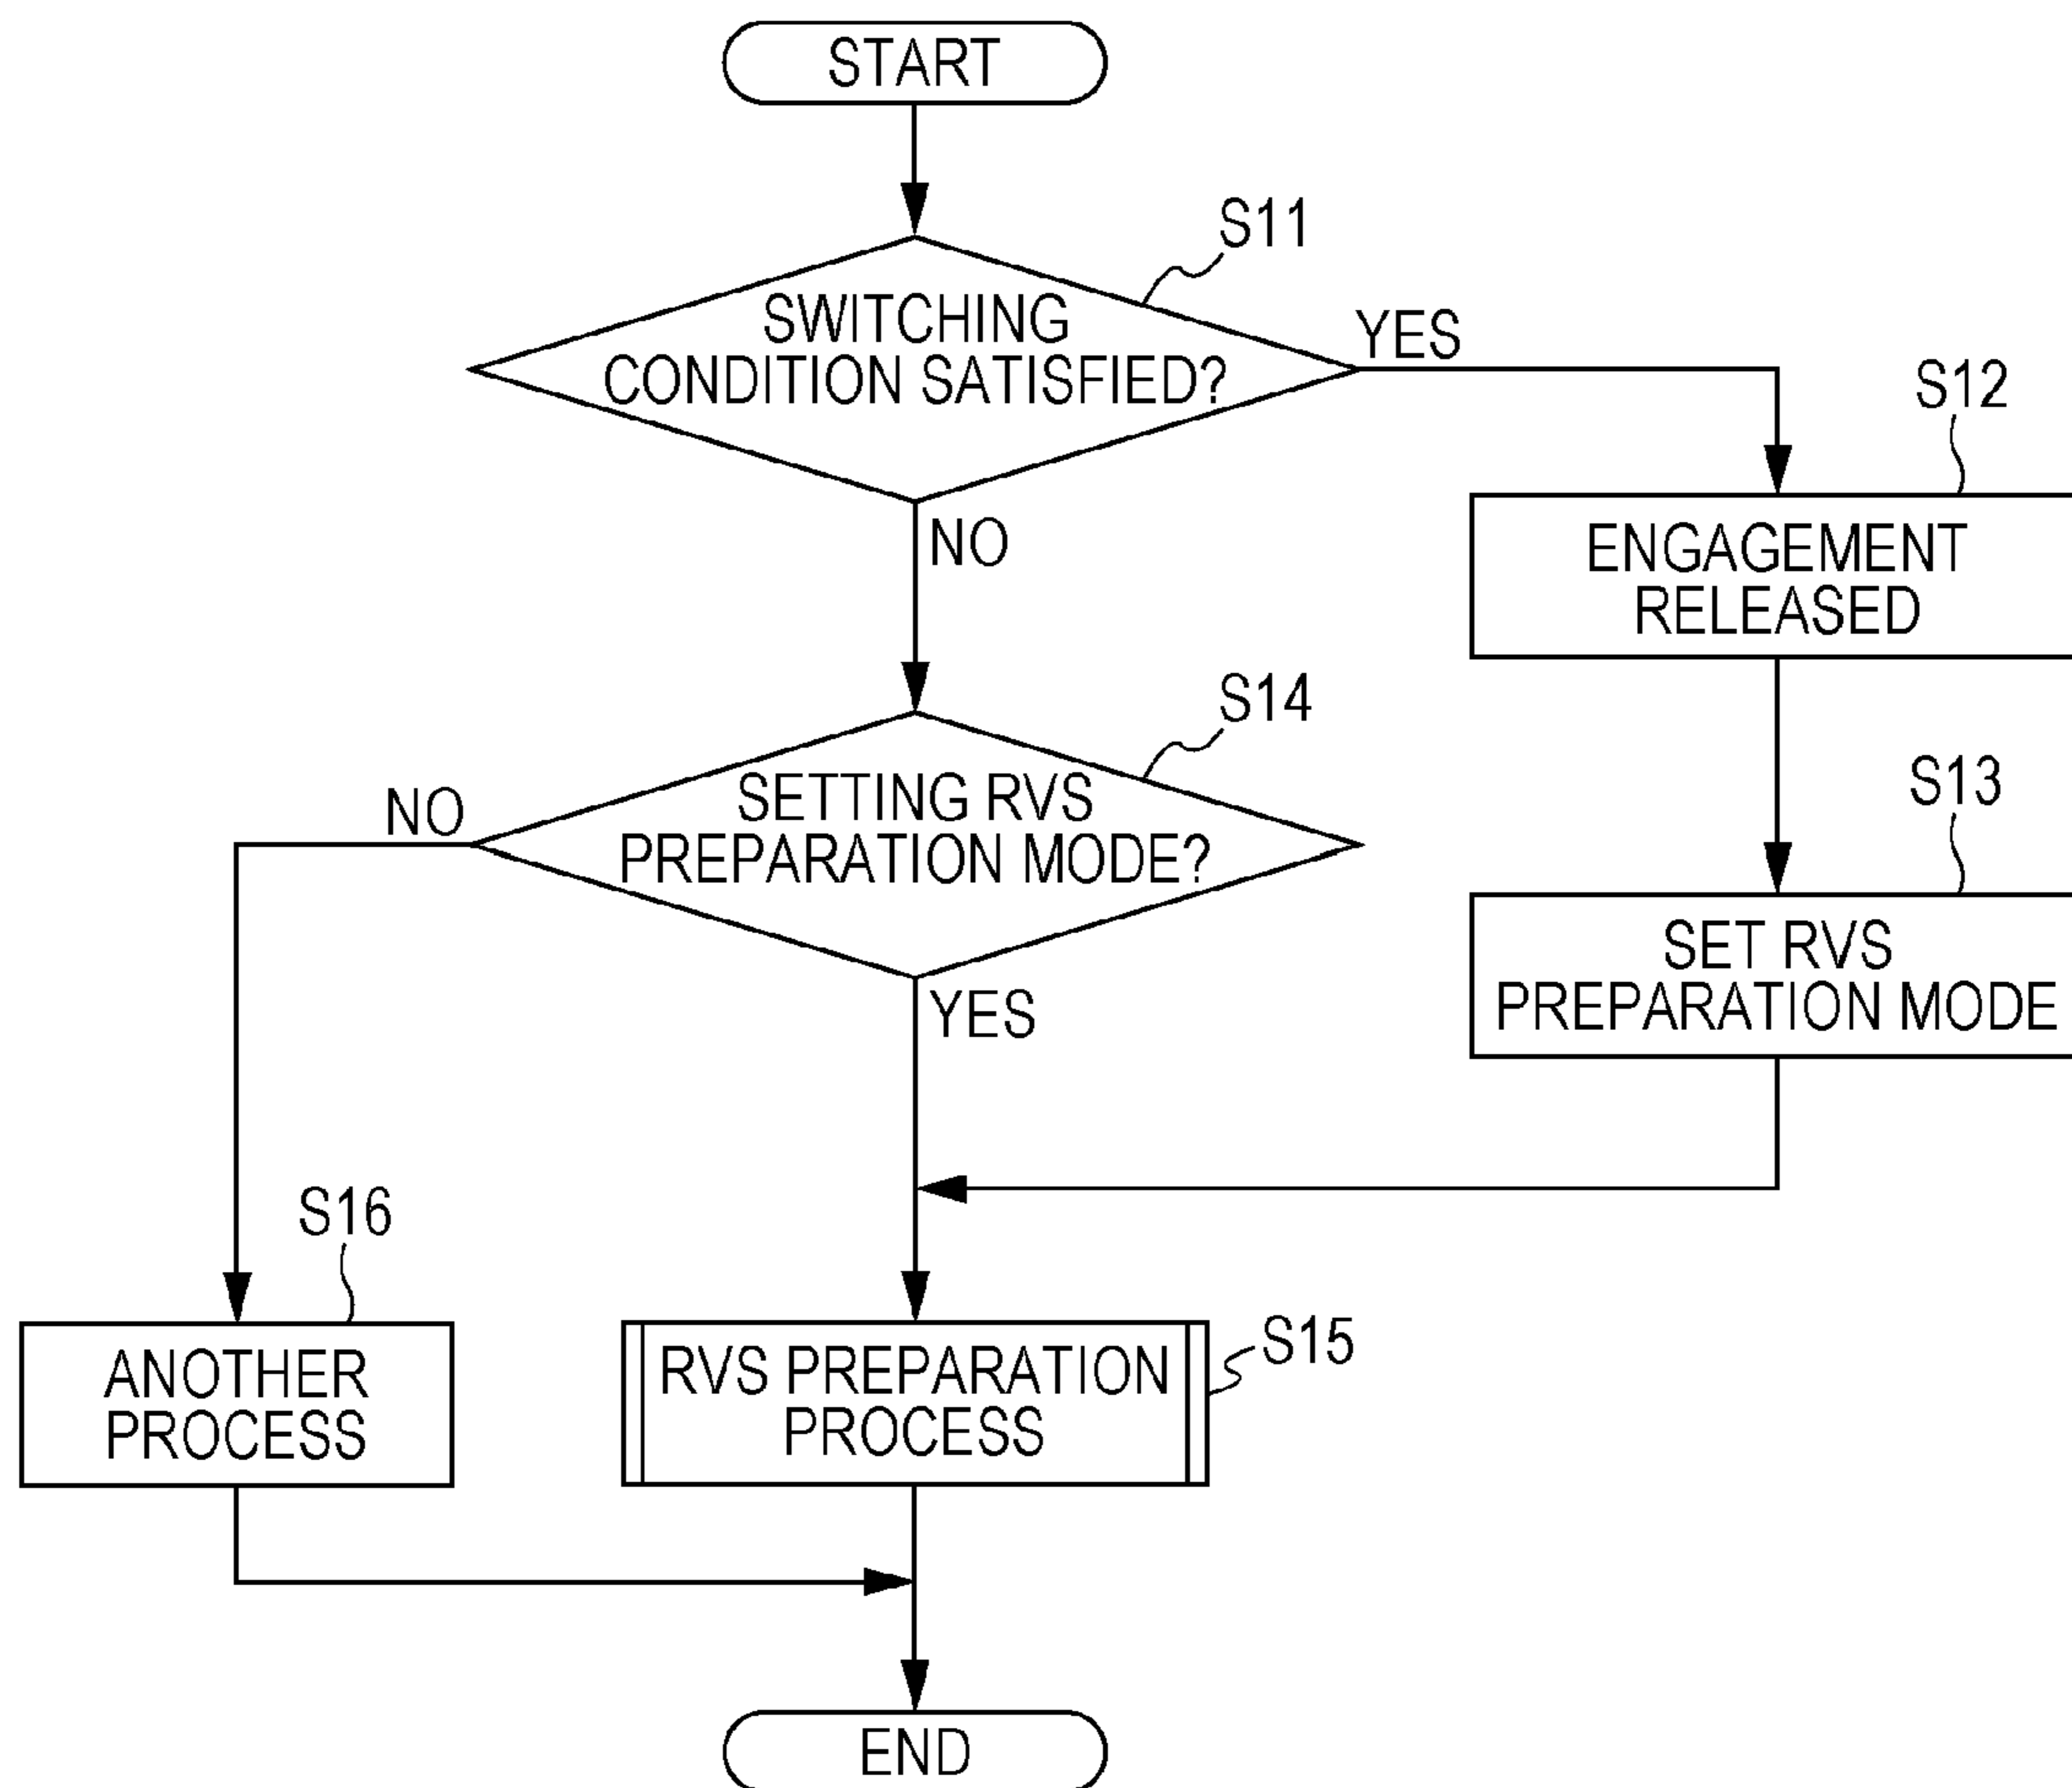 START
S11
SWITCHING
CONDITION SATISFIED?
YES
S12
NO
ENGAGEMENT
RELEASED
S14
SETTING RVS
PREPARATION MODE?
NO
S13
YES
SET RVS
PREPARATION MODE
S16
S15
ANOTHER
PROCESS
RVS PREPARATION
PROCESS
END